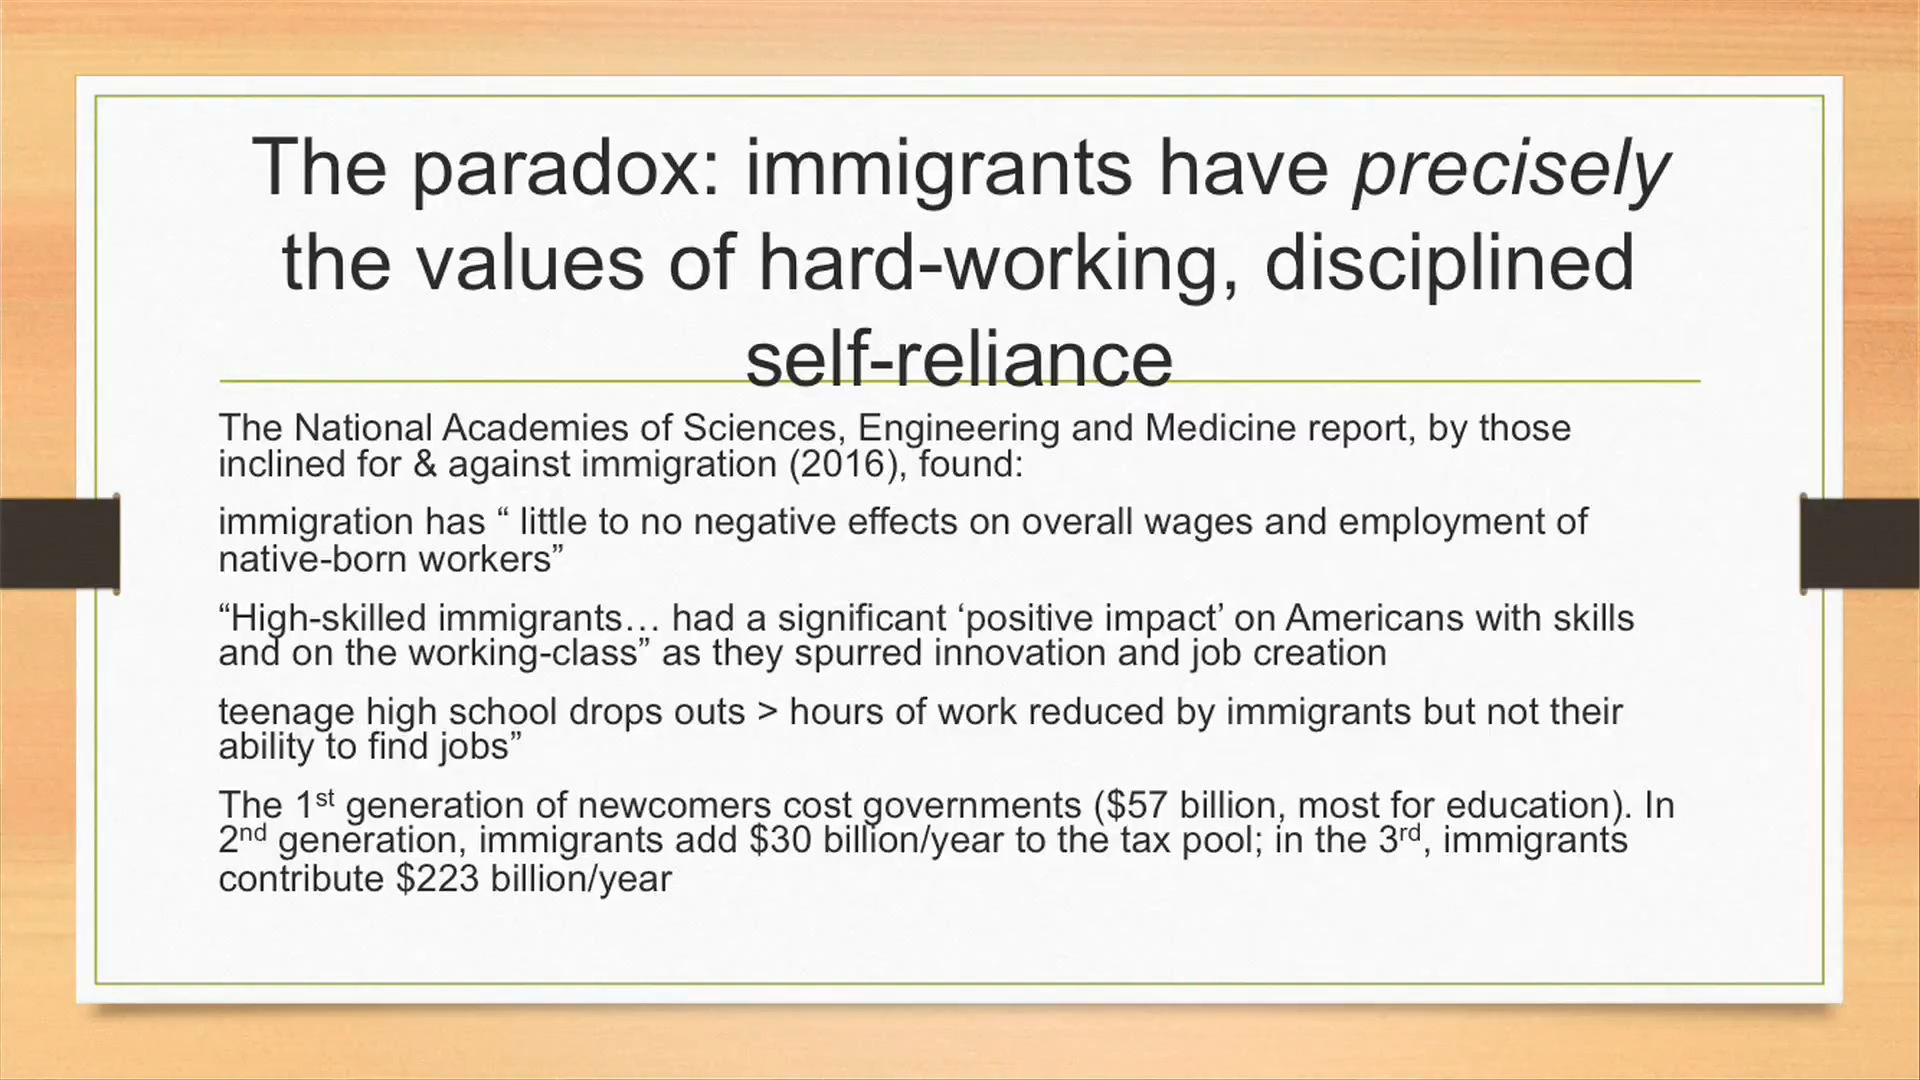 The paradox: immigrants have precisely
the values of hard-working, disciplined
self-reliance
The National Academies of Sciences, Engineering and Medicine report, by those
inclined for & against immigration (2016), found:
immigration has “ little to no negative effects on overall wages and employment of
native-born workers”
“High-skilled immigrants… had a significant ‘positive impact’ on Americans with skills
and on the working-class” as they spurred innovation and job creation
teenage high school drops outs > hours of work reduced by immigrants but not their
ability to find jobs”
The 1st generation of newcomers cost governments ($57 billion, most for education). In
2nd generation, immigrants add $30 billion/year to the tax pool; in the 3rd, immigrants
contribute $223 billion/year